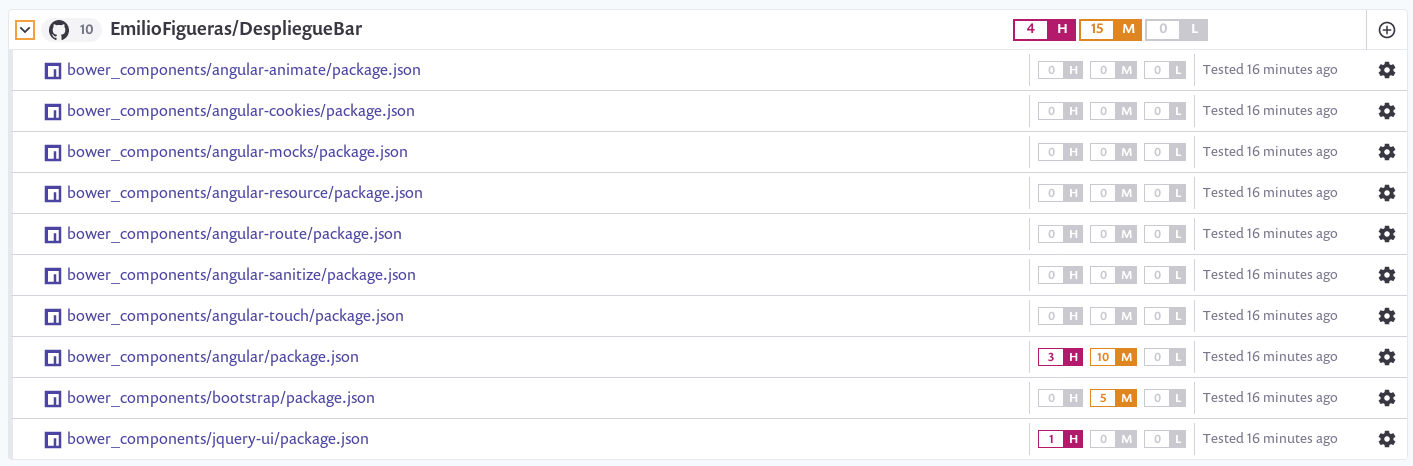 10 EmilioFigueras/DespliegueBar 4 H 15 M 0 L
bower_components/angular-animate/package.json 0 H 0 M 0 L Tested 16 minutes ago
bower_components/angular-cookies/package.json 0 H 0 M 0 L Tested 16 minutes ago
bower_components/angular-mocks/package.json 0 H 0 M 0 L Tested 16 minutes ago
bower_components/angular-resource/package.json 0 H 0 M 0 L Tested 16 minutes ago
bower_components/angular-route/package.json 0 H 0 M 0 L Tested 16 minutes ago
bower_components/angular-sanitize/package.json 0 H 0 M 0 L Tested 16 minutes ago
bower_components/angular-touch/package.json 0 H 0 M 0 L Tested 16 minutes ago
bower_components/angular/package.json 3 H 10 M 0 L Tested 16 minutes ago
bower_components/bootstrap/package.json 0 H 5 M 0 L Tested 16 minutes ago
bower_components/jquery-ui/package.json 1 H 0 M 0 L Tested 16 minutes ago